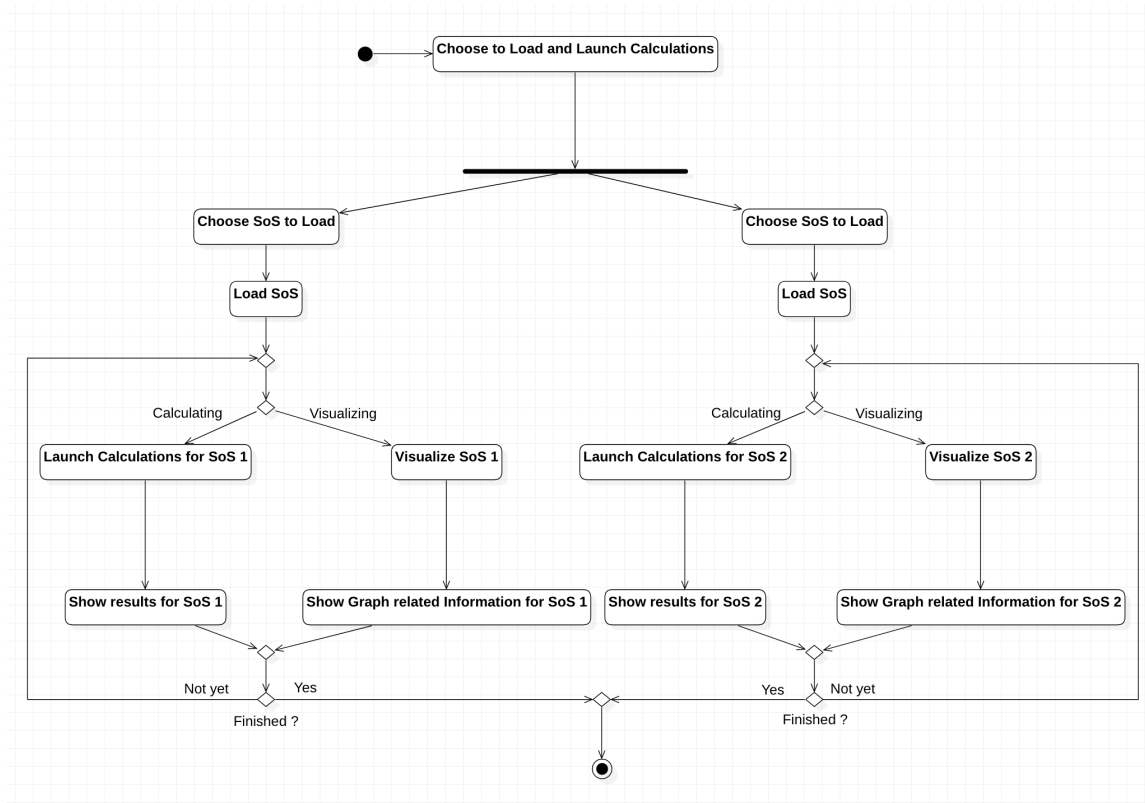 Choose to Load and Launch Calculations
Choose SoS to Load
Choose SoS to Load
Load SoS
Load SoS
Calculating
Visualizing
Calculating
Visualizing
Launch Calculations for SoS 1
Visualize SoS 1
Launch Calculations for SoS 2
Visualize SoS 2
Show results for SoS 1
Show Graph related Information for SoS 1
Show results for SoS 2
Show Graph related Information for SoS 2
Not yet
Yes
Yes
Not yet
Finished ?
Finished ?